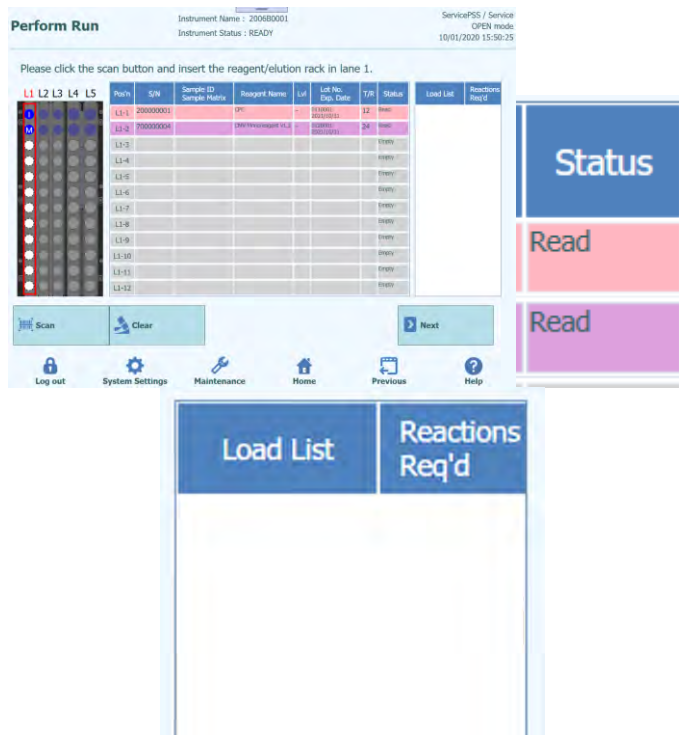 Perform Run
Instrument Name : 200680001
Instrument Status : READY
ServicePSS / Service
OPEN mode
10/01/2020 15:50:25
Please click the scan button and insert the reagent/elution rack in lane 1.
L1 L2 L3 L4 L5
Pos'n S/N Sample ID Sample Matrix Reagent Name Lvl Lot No. Exp. Date T/R Status
L1-1 200000001 CPC - 12 Read
L1-2 700000004 - 24 Read
L1-3 Empty
L1-4 Empty
L1-5 Empty
L1-6 Empty
L1-7 Empty
L1-8 Empty
L1-9 Empty
L1-10 Empty
L1-11 Empty
L1-12 Empty
I
M
Load List Reactions Req'd
Scan Clear Next
Log out System Settings Maintenance Home Previous Help
Status
Read
Read
Load List
Reactions
Req'd